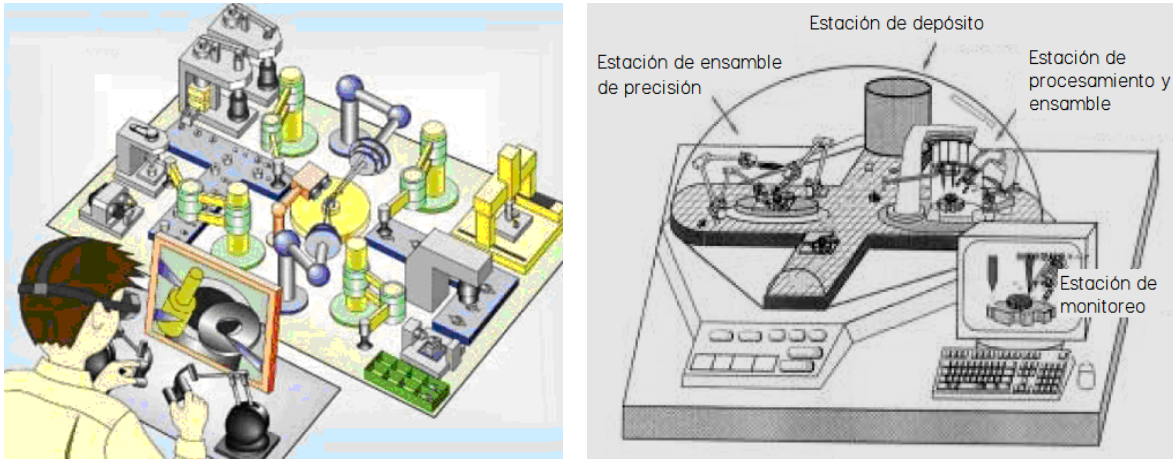 Estación de depósito
Estación de ensamble
de precisión
Estación de
procesamiento y
ensamble
Estación de
monitoreo